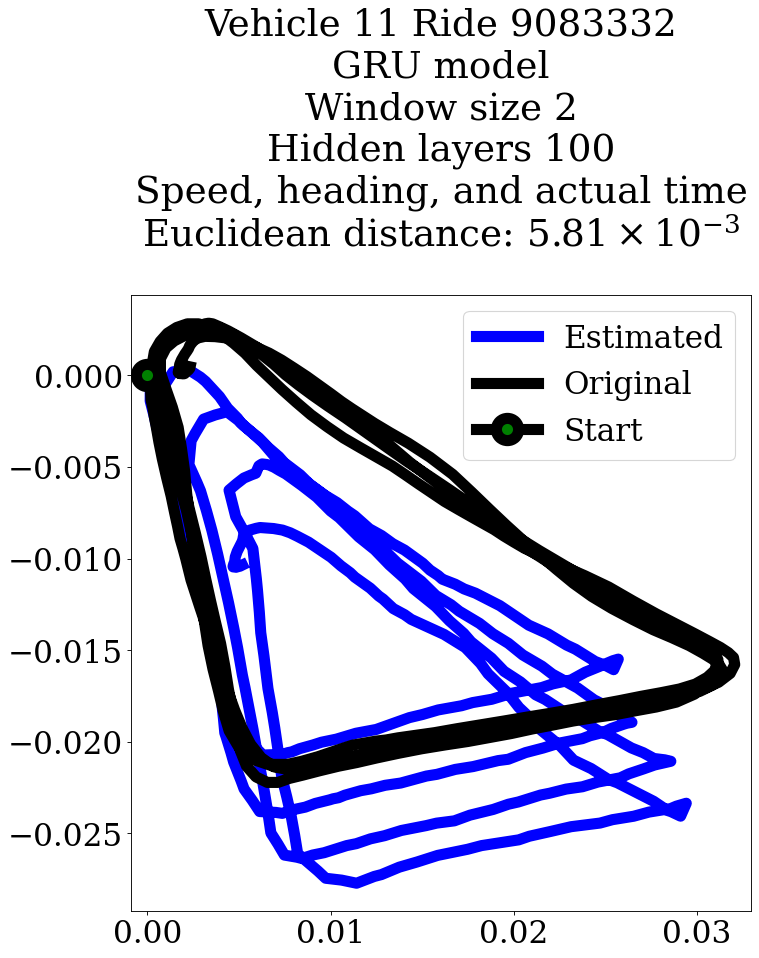 Vehicle 11 Ride 9083332
GRU model
Window size 2
Hidden layers 100
Speed, heading, and actual time
Euclidean distance: 5.81 × 10⁻³
Estimated
Original
Start
0.000
−0.005
−0.010
−0.015
−0.020
−0.025
0.00 0.01 0.02 0.03